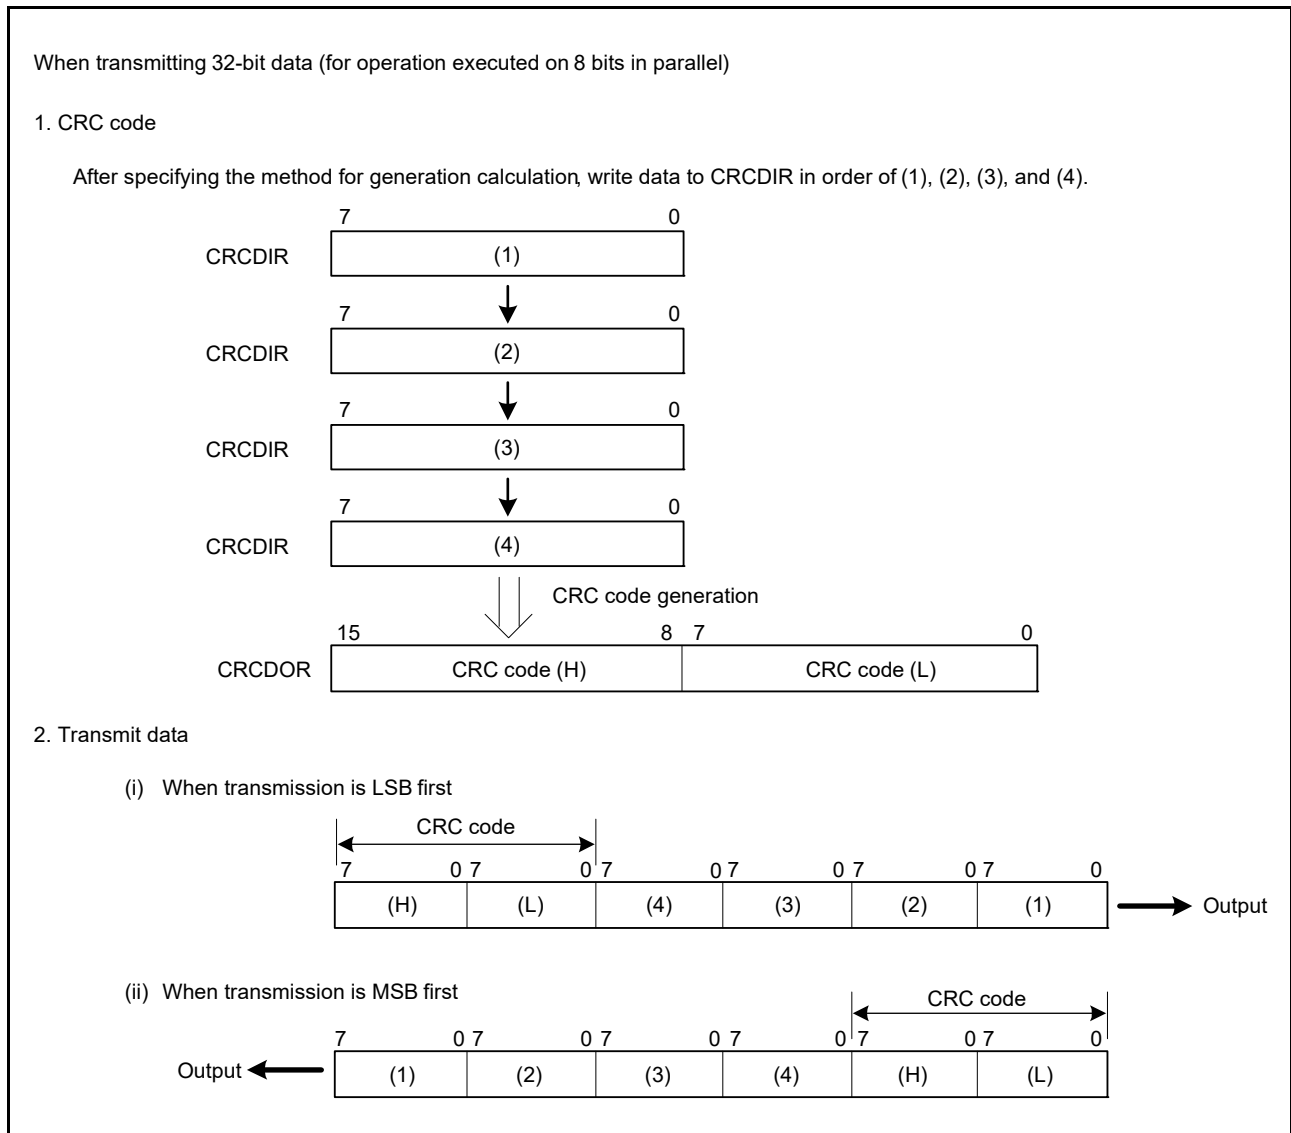 When transmitting 32-bit data (for operation executed on 8 bits in parallel)
1. CRC code
After specifying the method for generation calculation, write data to CRCDIR in order of (1), (2), (3), and (4).
7 0
CRCDIR (1)
7 0
CRCDIR (2)
7 0
CRCDIR (3)
7 0
CRCDIR (4)
CRC code generation
15 8 7 0
CRCDOR CRC code (H) CRC code (L)
2. Transmit data
(i) When transmission is LSB first
CRC code
7 0 7 0 7 0 7 0 7 0 7 0
(H) (L) (4) (3) (2) (1) Output
(ii) When transmission is MSB first
CRC code
7 0 7 0 7 0 7 0 7 0 7 0
Output (1) (2) (3) (4) (H) (L)